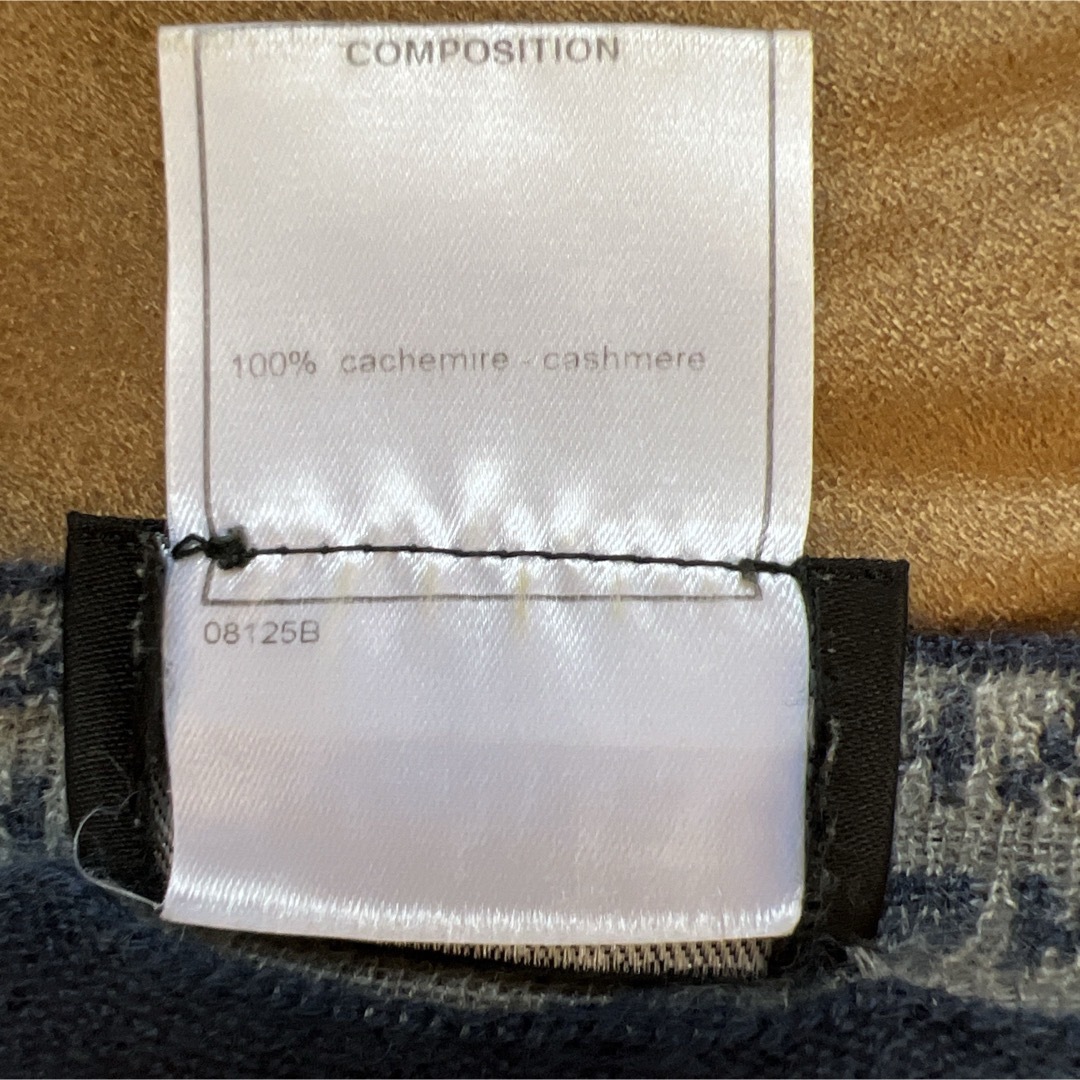 COMPOSITION
100% cachemire - cashmere
08125B